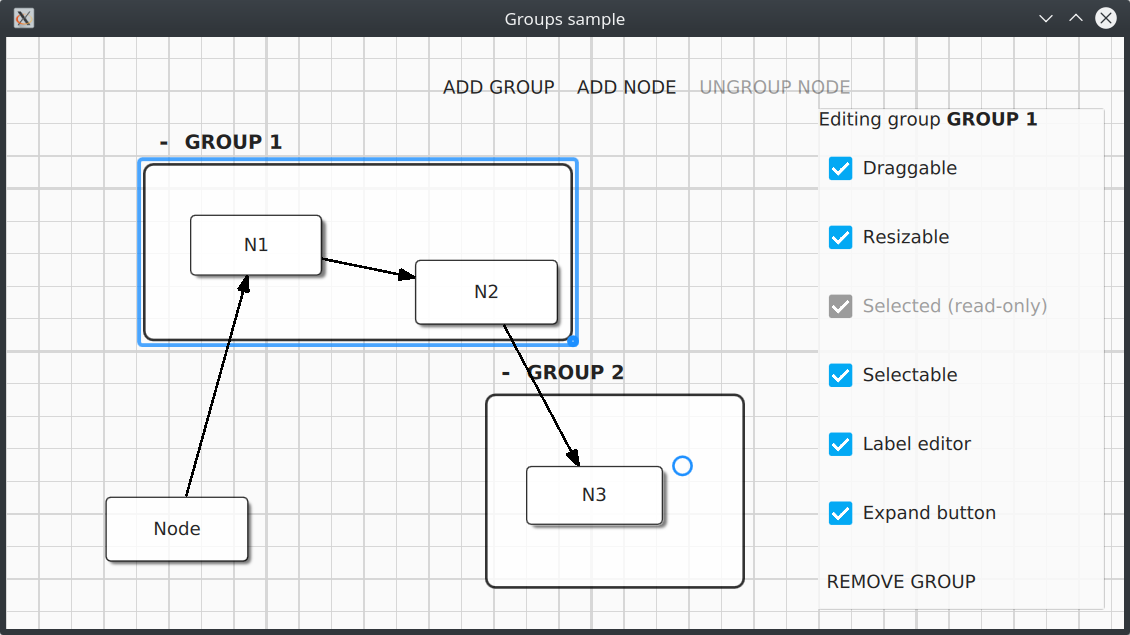 Groups sample
ADD GROUP ADD NODE UNGROUP NODE
Editing group GROUP 1
- GROUP 1
Draggable
N1
Resizable
N2
Selected (read-only)
- GROUP 2
Selectable
Label editor
N3
Expand button
Node
REMOVE GROUP